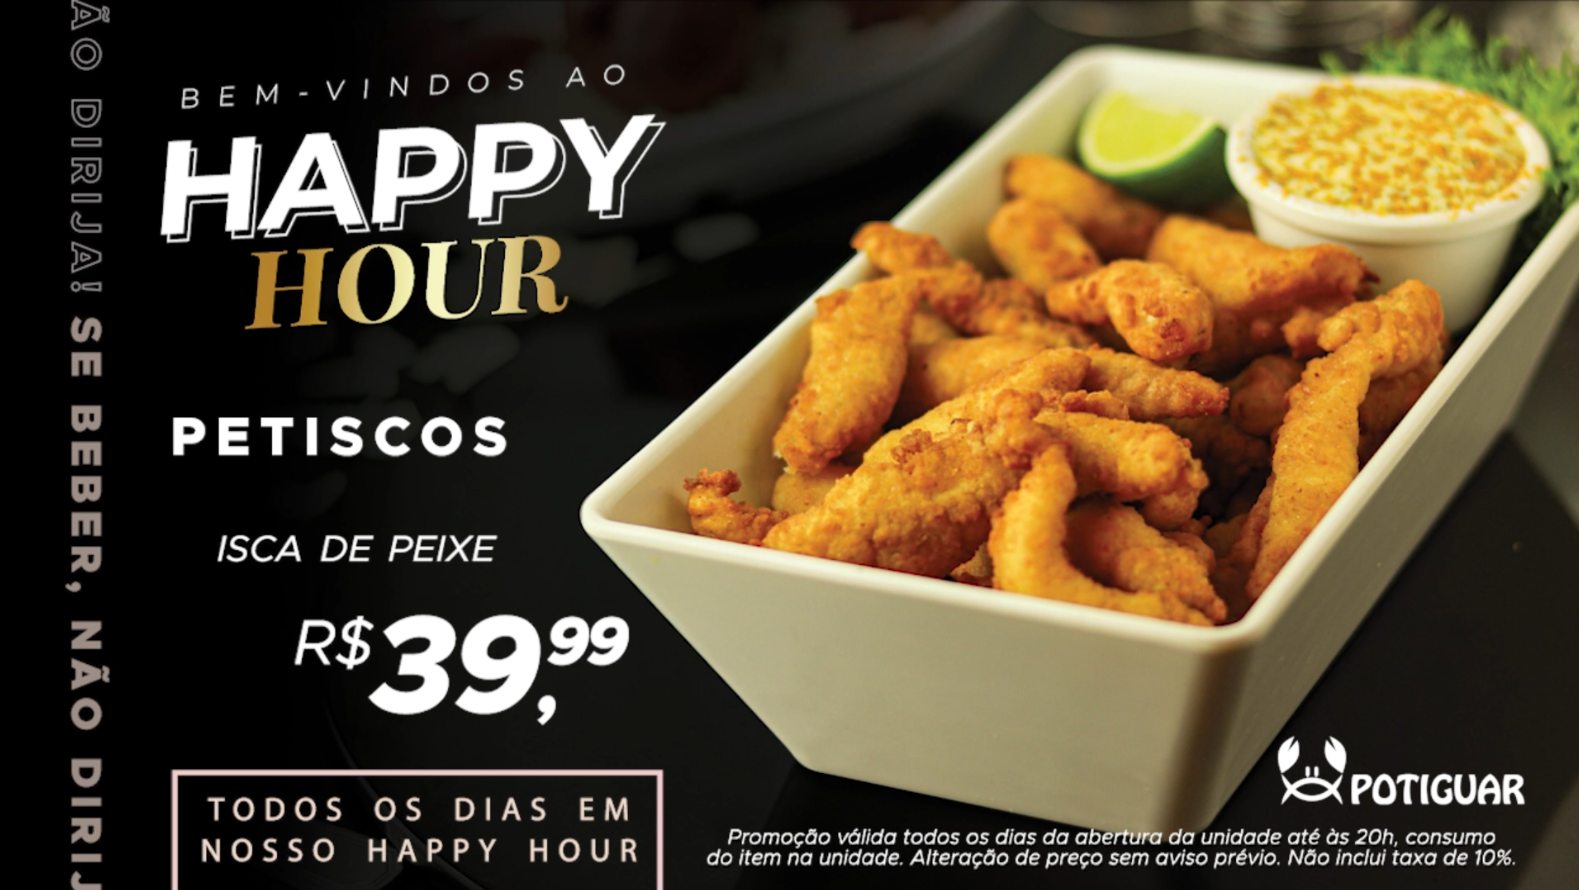 BEM-VINDOS AO
HAPPY
HOUR
PETISCOS
ISCA DE PEIXE
R$39,99
TODOS OS DIAS EM
NOSSO HAPPY HOUR
ÃO DIRIJA! SE BEBER, NÃO DIRIJ
POTIGUAR
Promoção válida todos os dias da abertura da unidade até às 20h, consumo
do item na unidade. Alteração de preço sem aviso prévio. Não inclui taxa de 10%.